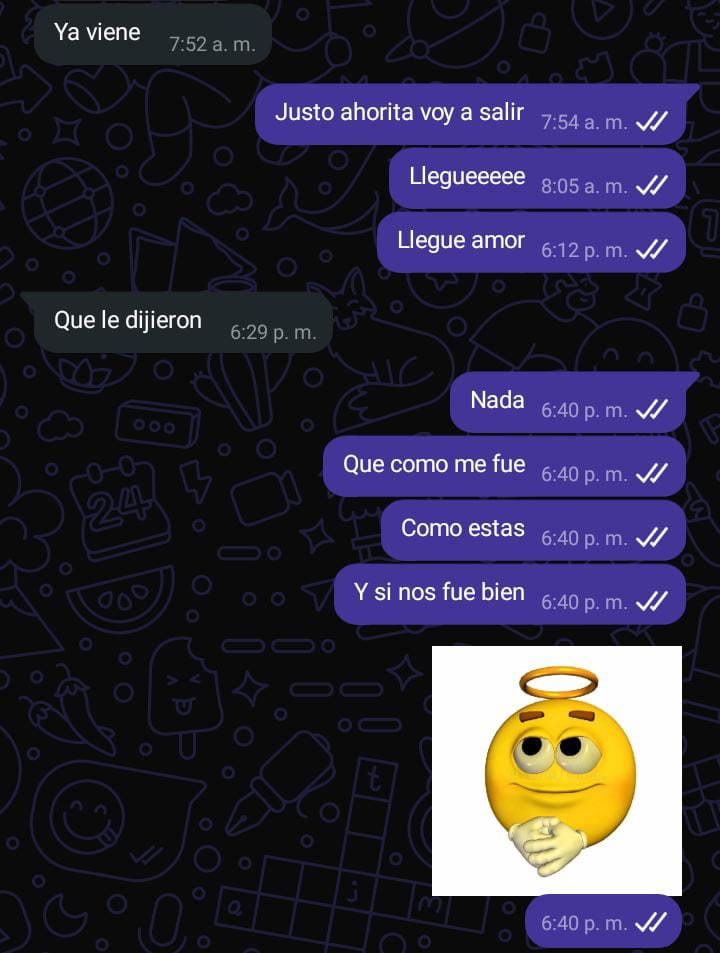 Ya viene 7:52 a. m.
Justo ahorita voy a salir 7:54 a. m.
Llegueeeee 8:05 a. m.
Llegue amor 6:12 p. m.
Que le dijieron 6:29 p. m.
Nada 6:40 p. m.
Que como me fue 6:40 p. m.
Como estas 6:40 p. m.
Y si nos fue bien 6:40 p. m.
24
t
a j m
6:40 p. m.